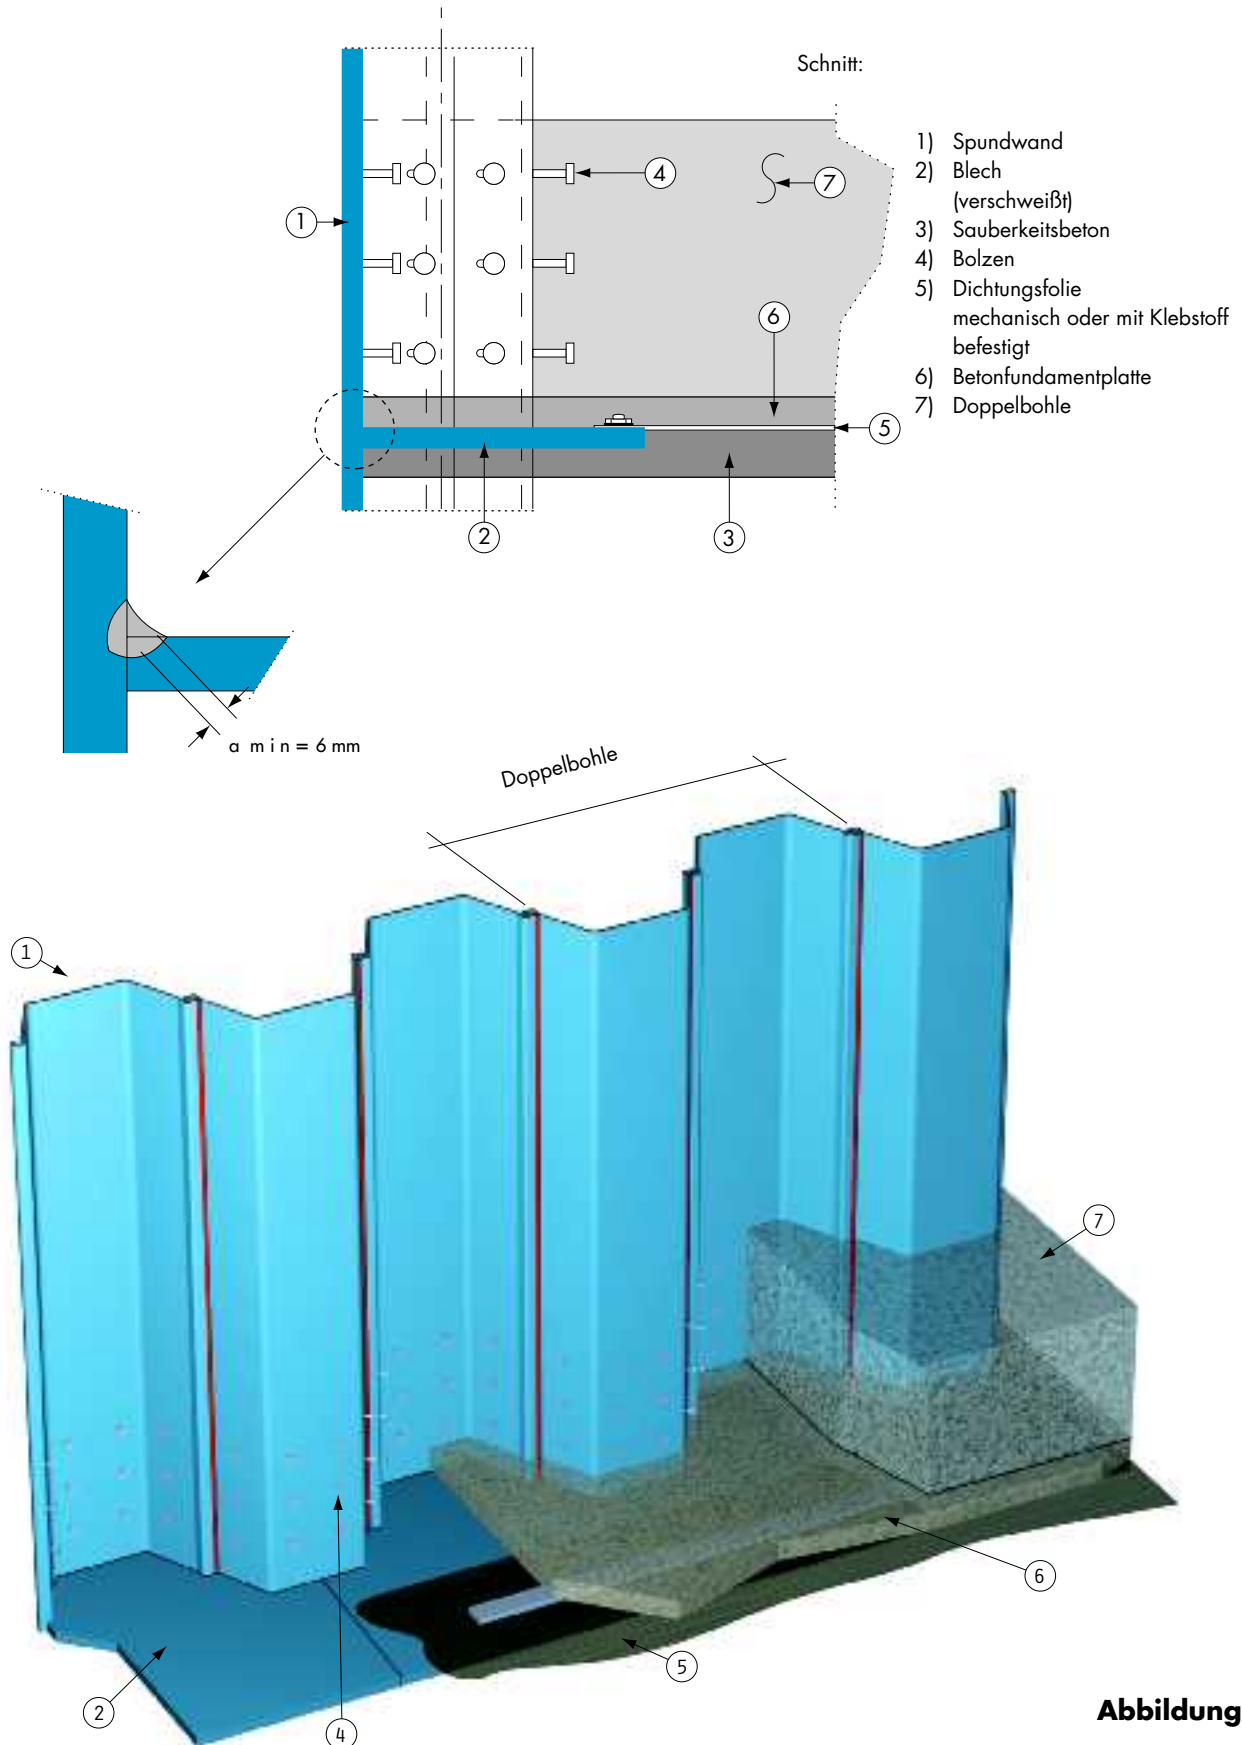 Schnitt:
1) Spundwand
2) Blech
(verschweißt)
3) Sauberkeitsbeton
4) Bolzen
5) Dichtungsfolie
mechanisch oder mit Klebstoff
befestigt
6) Betonfundamentplatte
7) Doppelbohle
4
7
1
6
5
2
3
a min = 6 mm
Doppelbohle
1
7
6
5
2
4
Abbildung